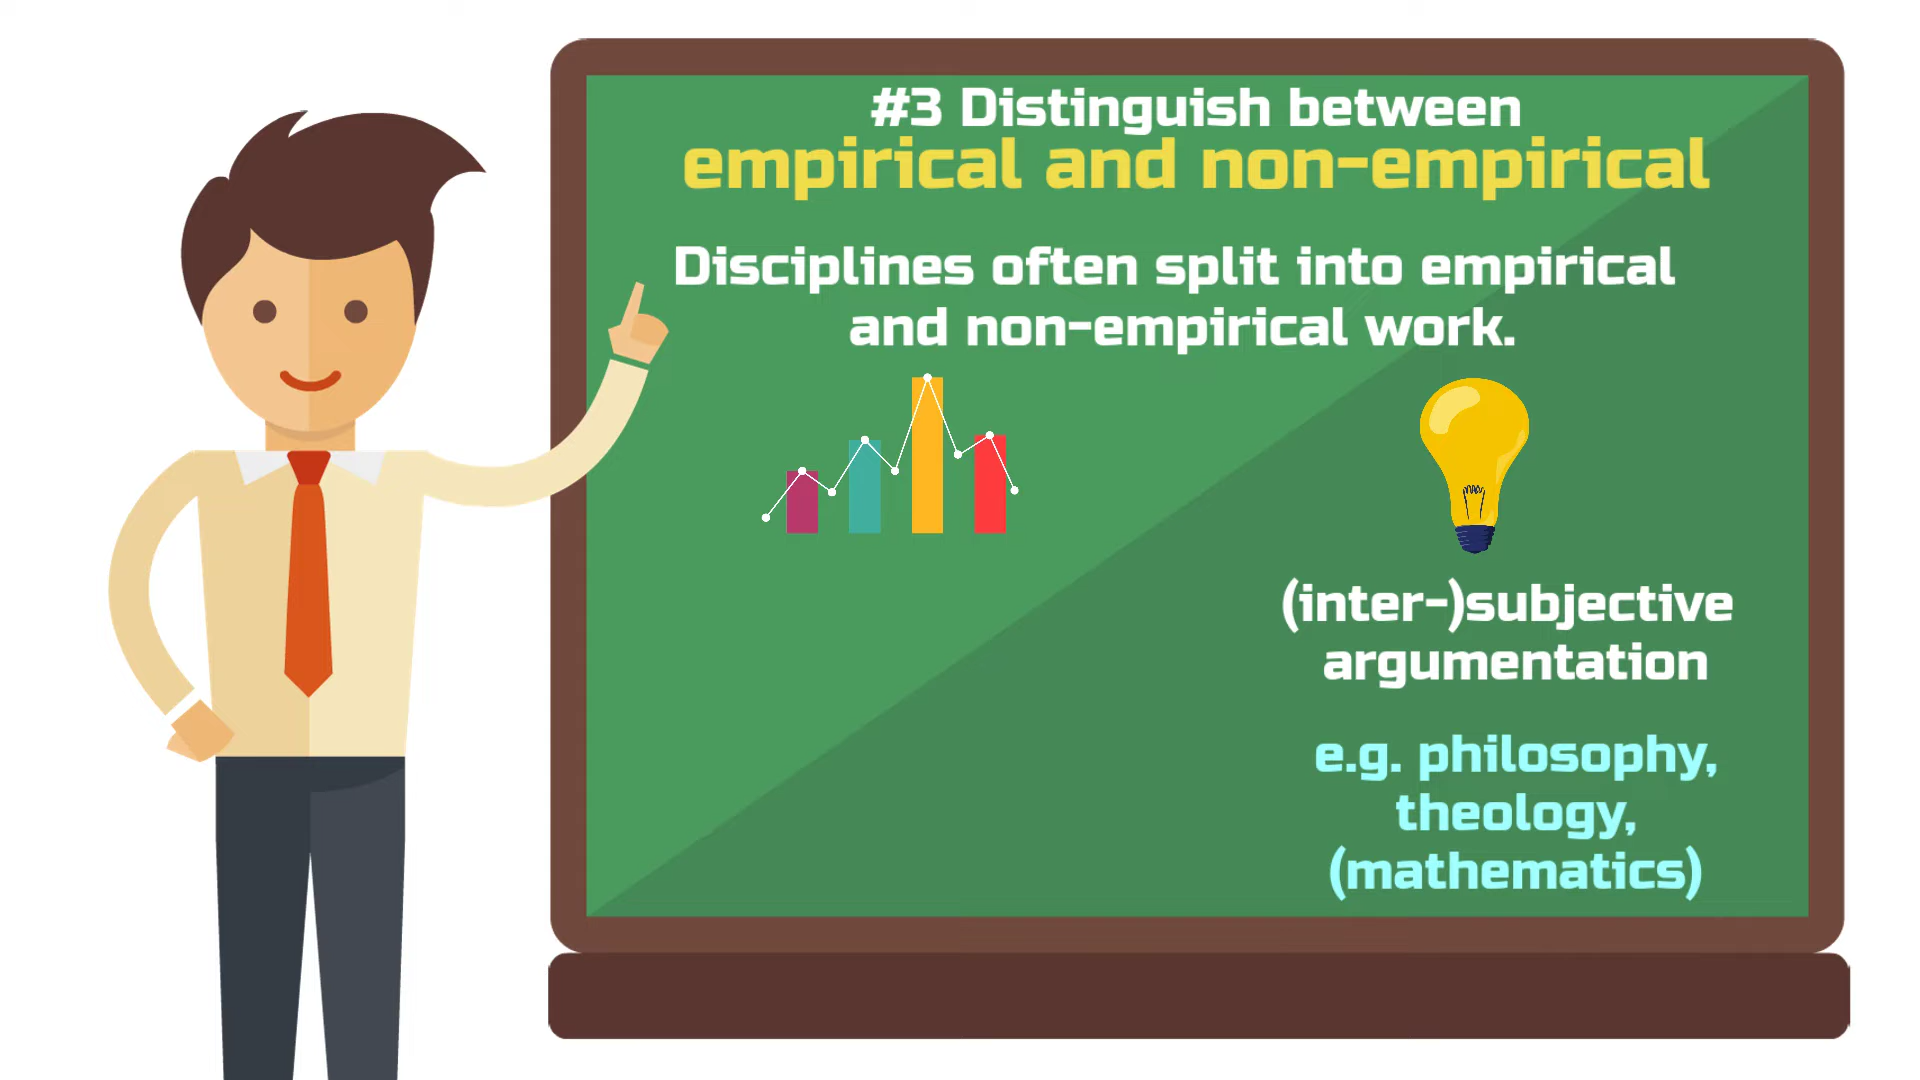 #3 Distinguish between
empirical and non-empirical
Disciplines often split into empirical
and non-empirical work.
(inter-)subjective
argumentation
e.g. philosophy,
theology,
(mathematics)